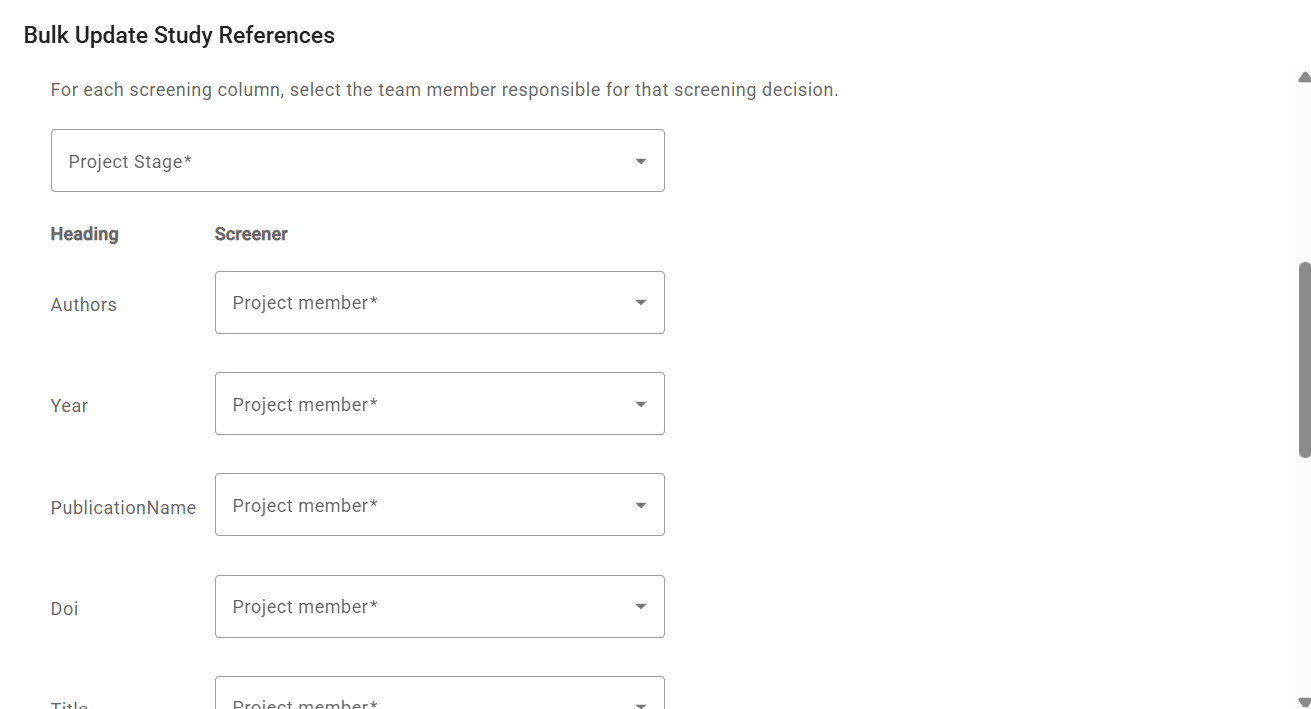 Bulk Update Study References
For each screening column, select the team member responsible for that screening decision.
Project Stage*
Heading Screener
Authors Project member*
Year Project member*
PublicationName Project member*
Doi Project member*
Title Project member*